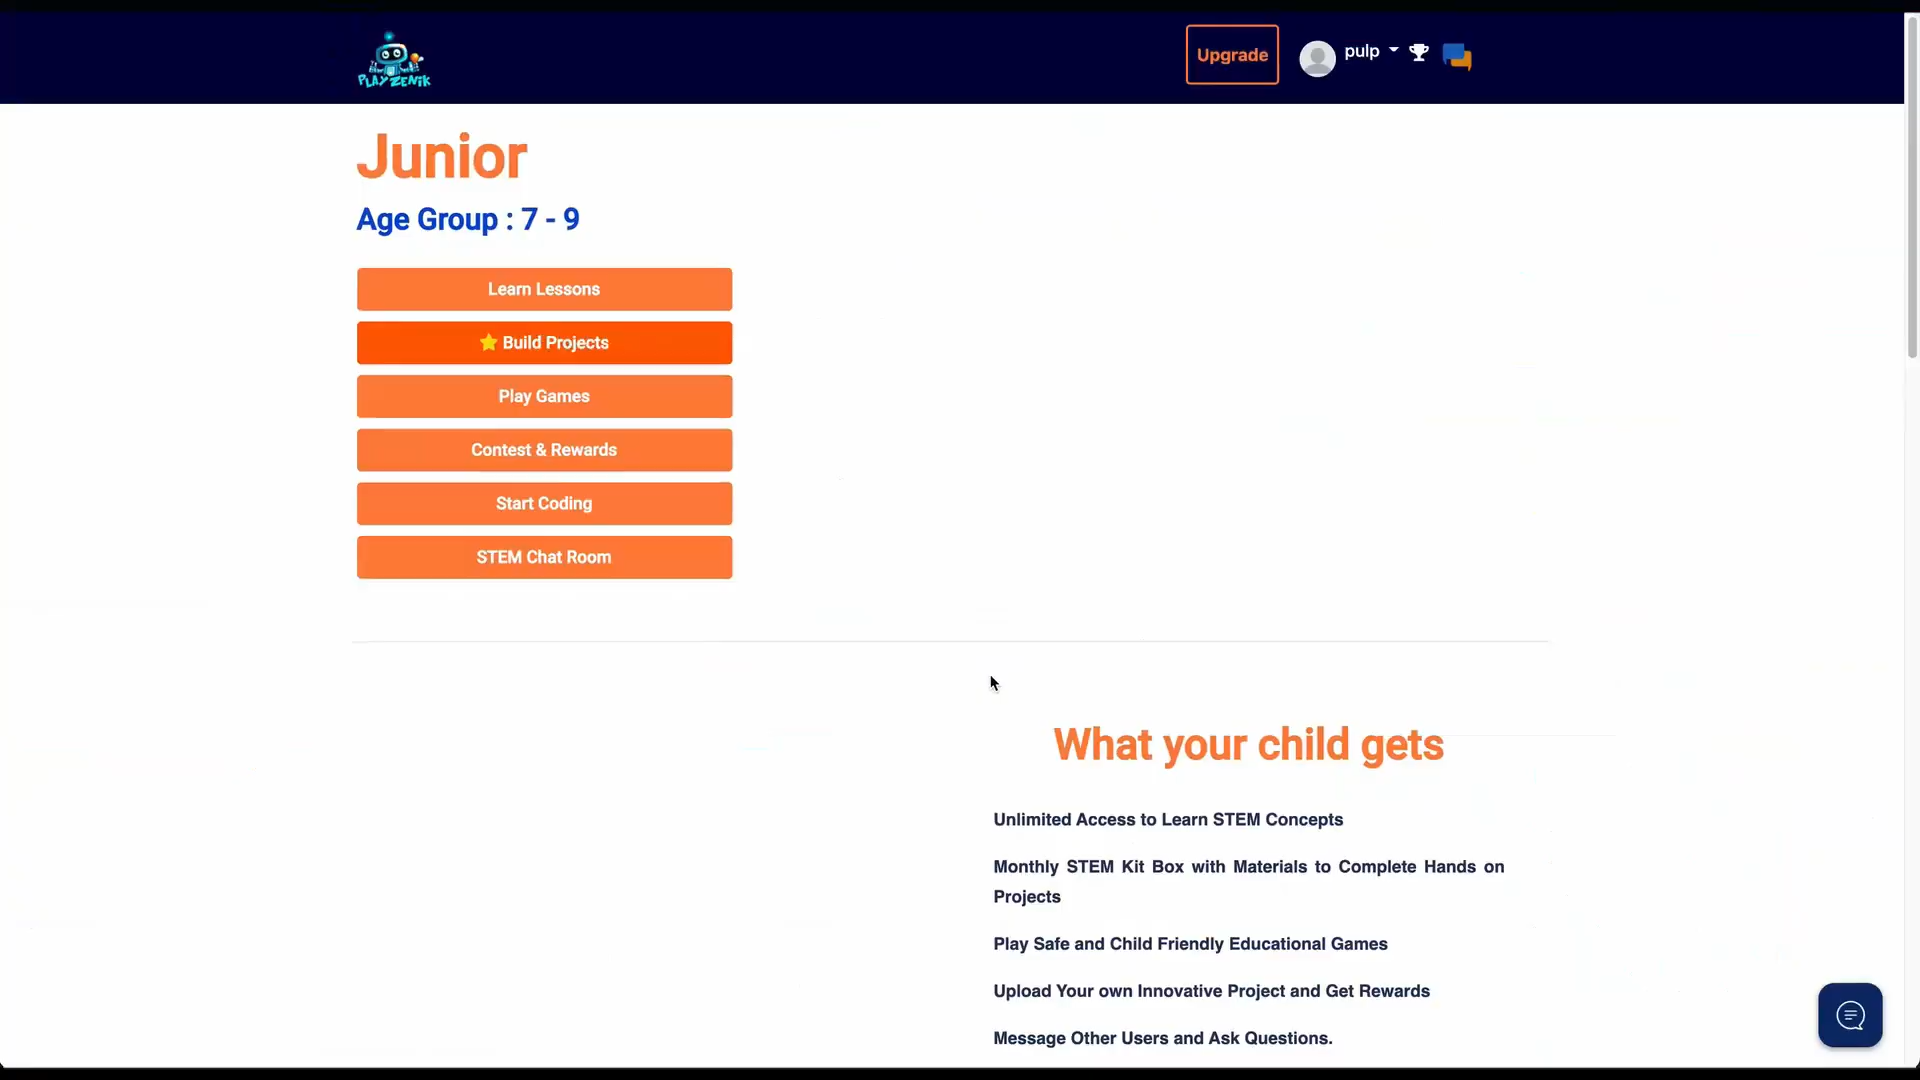 PLAYZENIK
Upgrade
pulp
Junior
Age Group : 7 - 9
Learn Lessons
Build Projects
Play Games
Contest & Rewards
Start Coding
STEM Chat Room
What your child gets
Unlimited Access to Learn STEM Concepts
Monthly STEM Kit Box with Materials to Complete Hands on
Projects
Play Safe and Child Friendly Educational Games
Upload Your own Innovative Project and Get Rewards
Message Other Users and Ask Questions.